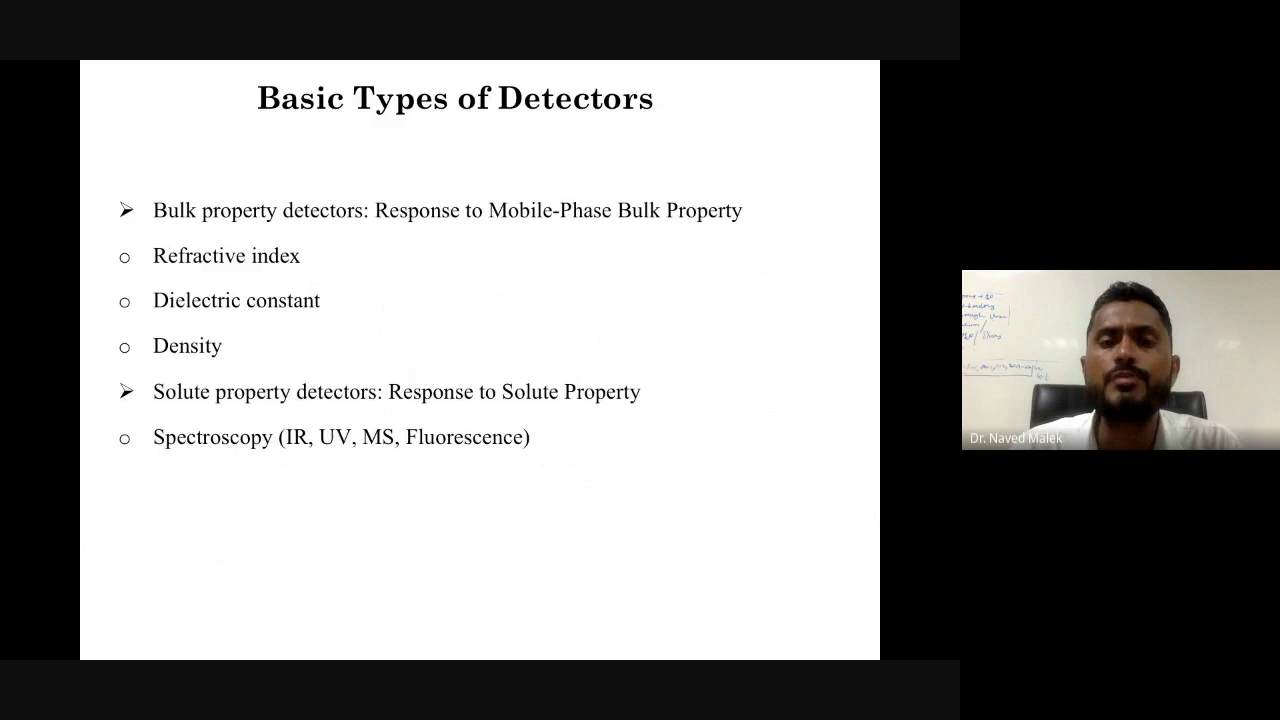 Basic Types of Detectors
➢ Bulk property detectors: Response to Mobile-Phase Bulk Property
○ Refractive index
○ Dielectric constant
○ Density
➢ Solute property detectors: Response to Solute Property
○ Spectroscopy (IR, UV, MS, Fluorescence)
Dr. Naved Malek